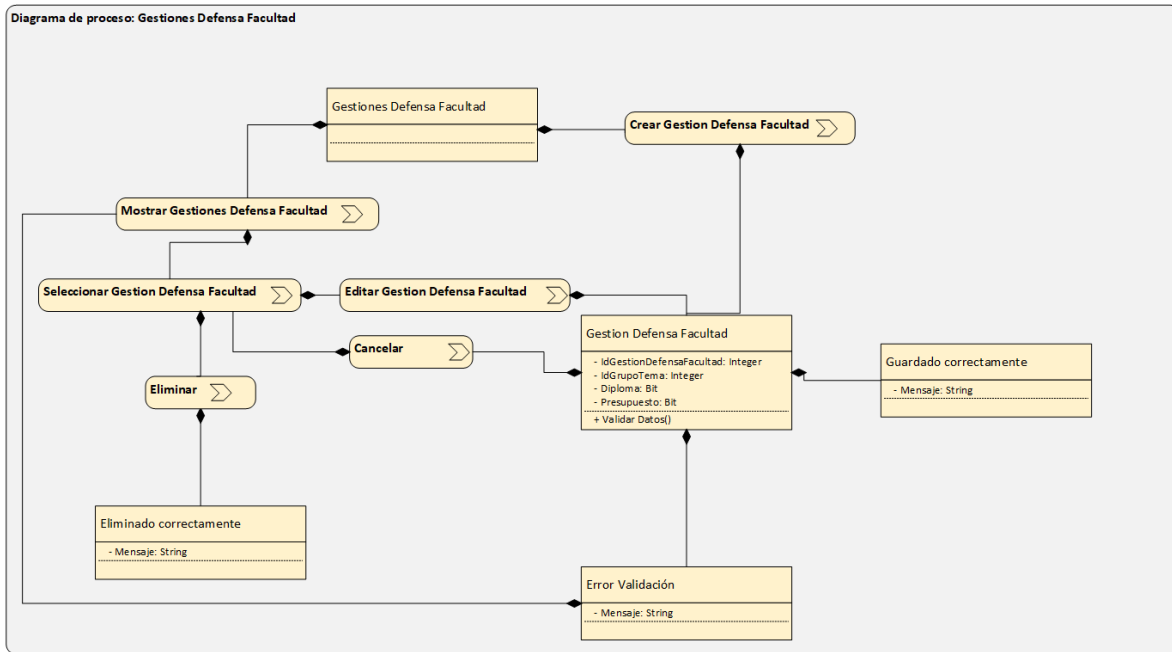 Diagrama de proceso: Gestiones Defensa Facultad
Gestiones Defensa Facultad
Crear Gestion Defensa Facultad
Mostrar Gestiones Defensa Facultad
Seleccionar Gestion Defensa Facultad
Editar Gestion Defensa Facultad
Cancelar
Eliminar
Gestion Defensa Facultad
- IdGestionDefensaFacultad: Integer
- IdGrupoTema: Integer
- Diploma: Bit
- Presupuesto: Bit
+ Validar Datos()
Guardado correctamente
- Mensaje: String
Eliminado correctamente
- Mensaje: String
Error Validación
- Mensaje: String